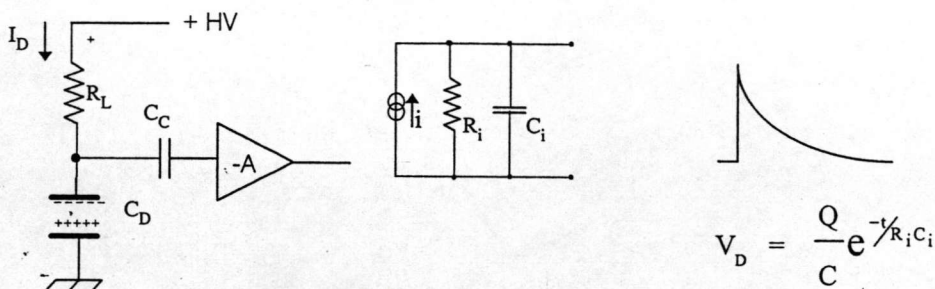 + HV
I_D
+
R_L
C_C
-A
C_D
- - - - - -
+++++
-
i
R_i
C_i
V_D = Q/C e^-t/R_iC_i